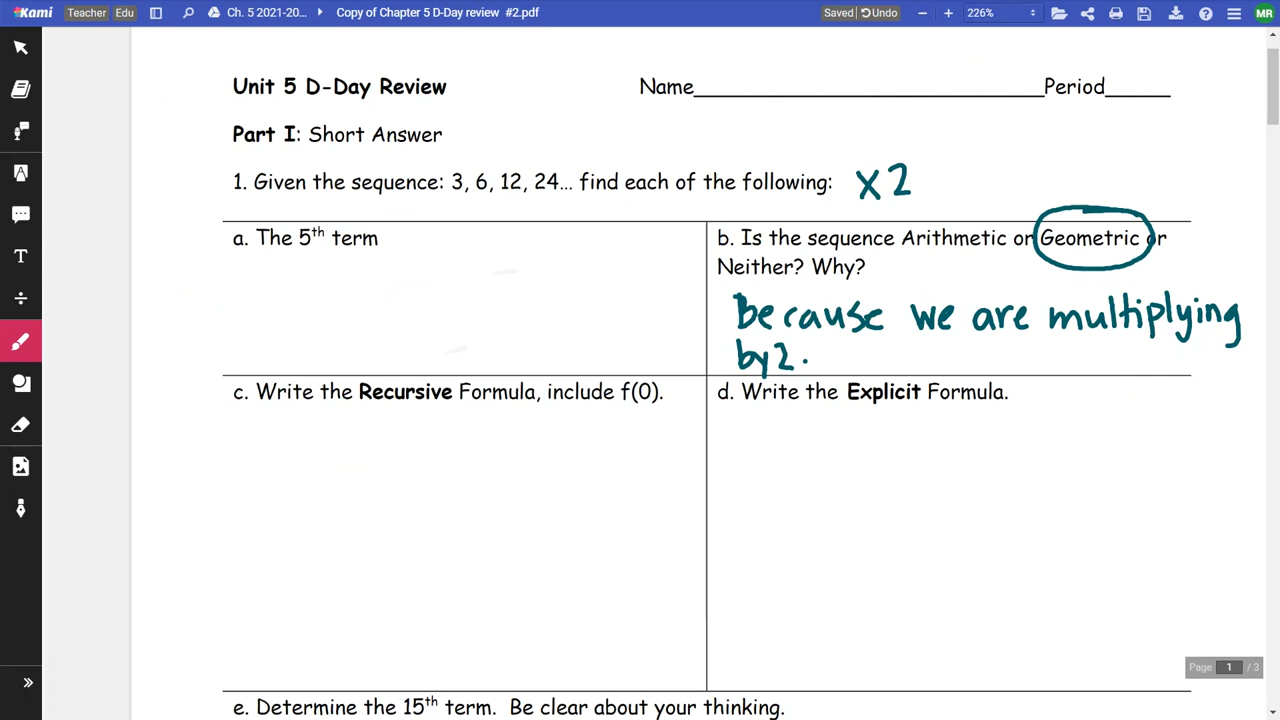 Kami Teacher Edu Ch. 5 2021-20... Copy of Chapter 5 D-Day review #2.pdf Saved Undo 226% MR
Unit 5 D-Day Review Name____________________Period______
Part I: Short Answer
1. Given the sequence: 3, 6, 12, 24... find each of the following: x2
a. The 5th term
b. Is the sequence Arithmetic or Geometric or
Neither? Why?
because we are multiplying
by 2.
c. Write the Recursive Formula, include f(0).
d. Write the Explicit Formula.
Page 1 / 3
e. Determine the 15th term. Be clear about your thinking.